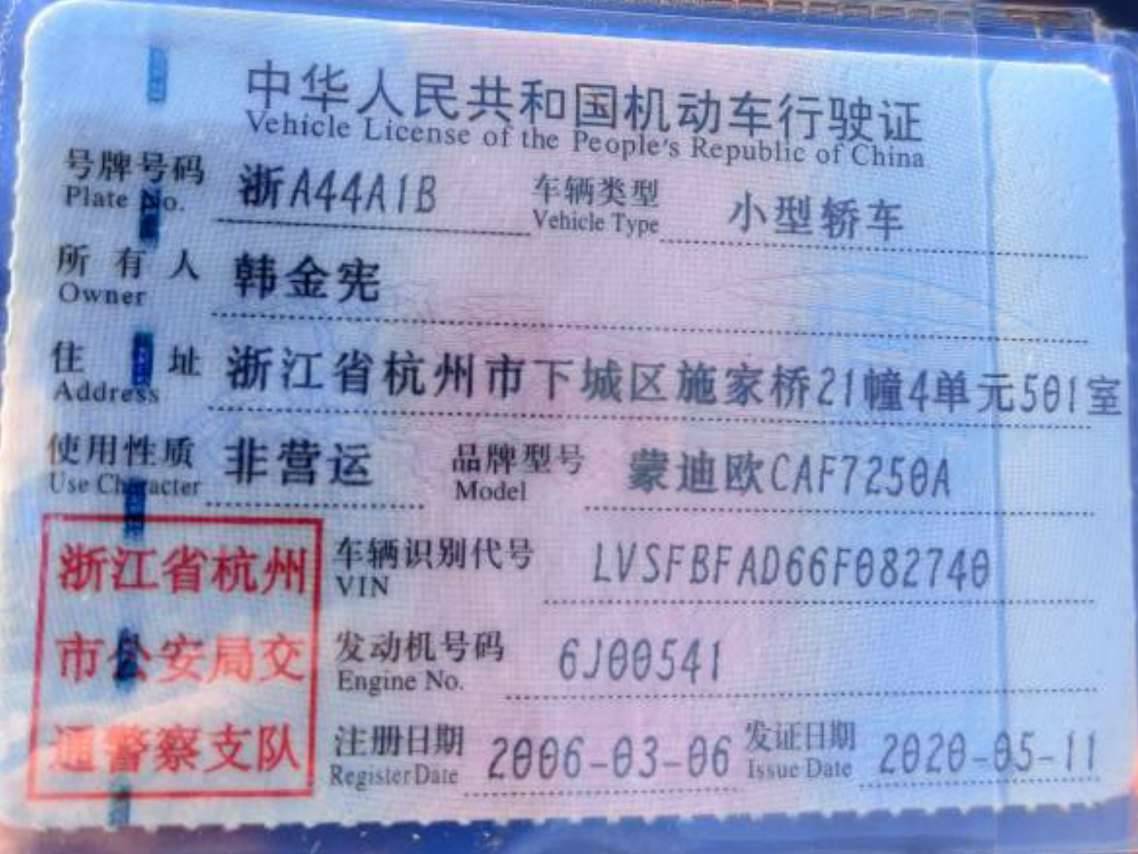 中华人民共和国机动车行驶证
Vehicle License of the People's Republic of China
号牌号码 浙A44A1B 车辆类型 小型轿车
Plate No. Vehicle Type
所有人 韩金宪
Owner
住址 浙江省杭州市下城区施家桥21幢4单元501室
Address
使用性质 非营运 品牌型号 蒙迪欧CAF7250A
Use Character Model
浙江省杭州
市公安局交
通警察支队
车辆识别代号 LVSFBFAD66F082740
VIN
发动机号码 6J00541
Engine No.
注册日期 2006-03-06 发证日期 2020-05-11
Register Date Issue Date